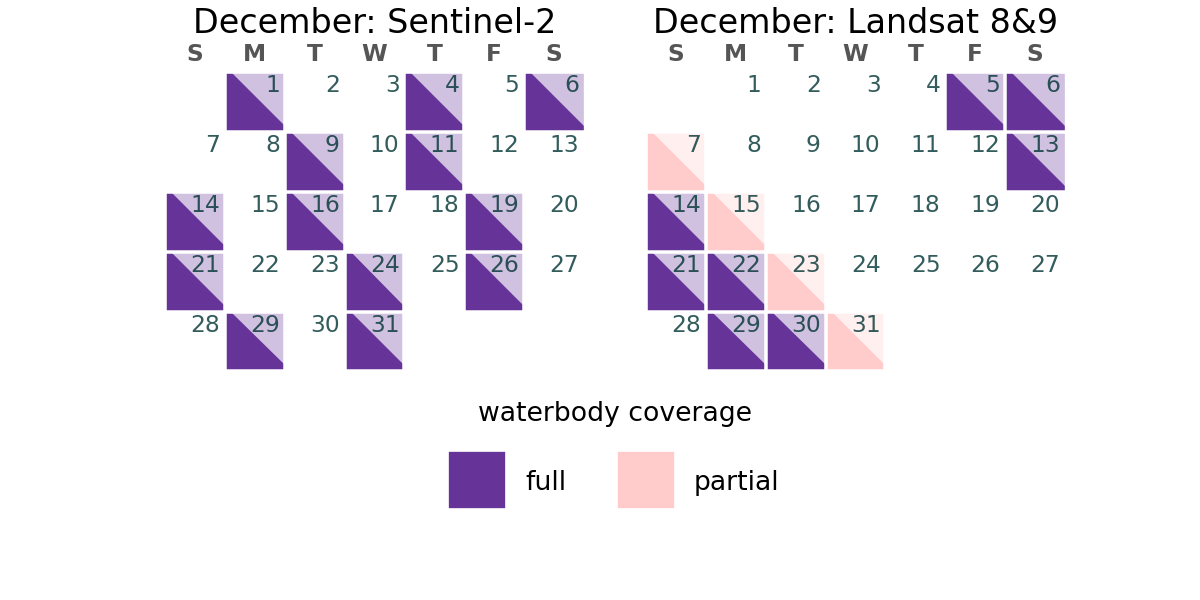 December: Sentinel-2
S M T W T F S
1 2 3 4 5 6
7 8 9 10 11 12 13
14 15 16 17 18 19 20
21 22 23 24 25 26 27
28 29 30 31
December: Landsat 8&9
S M T W T F S
1 2 3 4 5 6
7 8 9 10 11 12 13
14 15 16 17 18 19 20
21 22 23 24 25 26 27
28 29 30 31
waterbody coverage
full partial